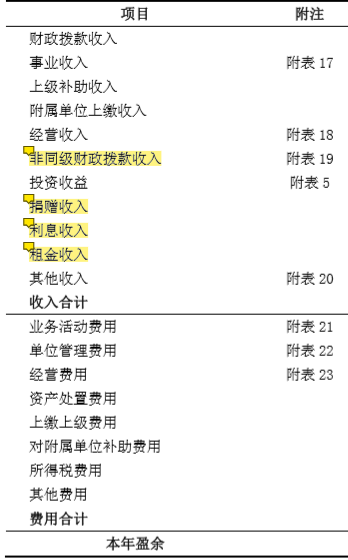 项目 附注
财政拨款收入
事业收入 附表 17
上级补助收入
附属单位上缴收入
经营收入 附表 18
非同级财政拨款收入 附表 19
投资收益 附表 5
捐赠收入
利息收入
租金收入
其他收入 附表 20
收入合计
业务活动费用 附表 21
单位管理费用 附表 22
经营费用 附表 23
资产处置费用
上缴上级费用
对附属单位补助费用
所得税费用
其他费用
费用合计
本年盈余